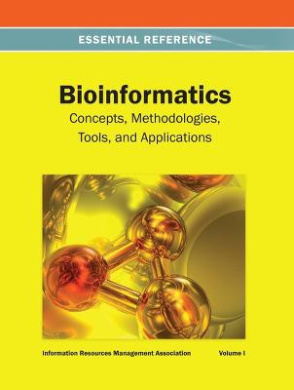 ESSENTIAL REFERENCE
Bioinformatics
Concepts, Methodologies,
Tools, and Applications
Information Resources Management Association Volume I